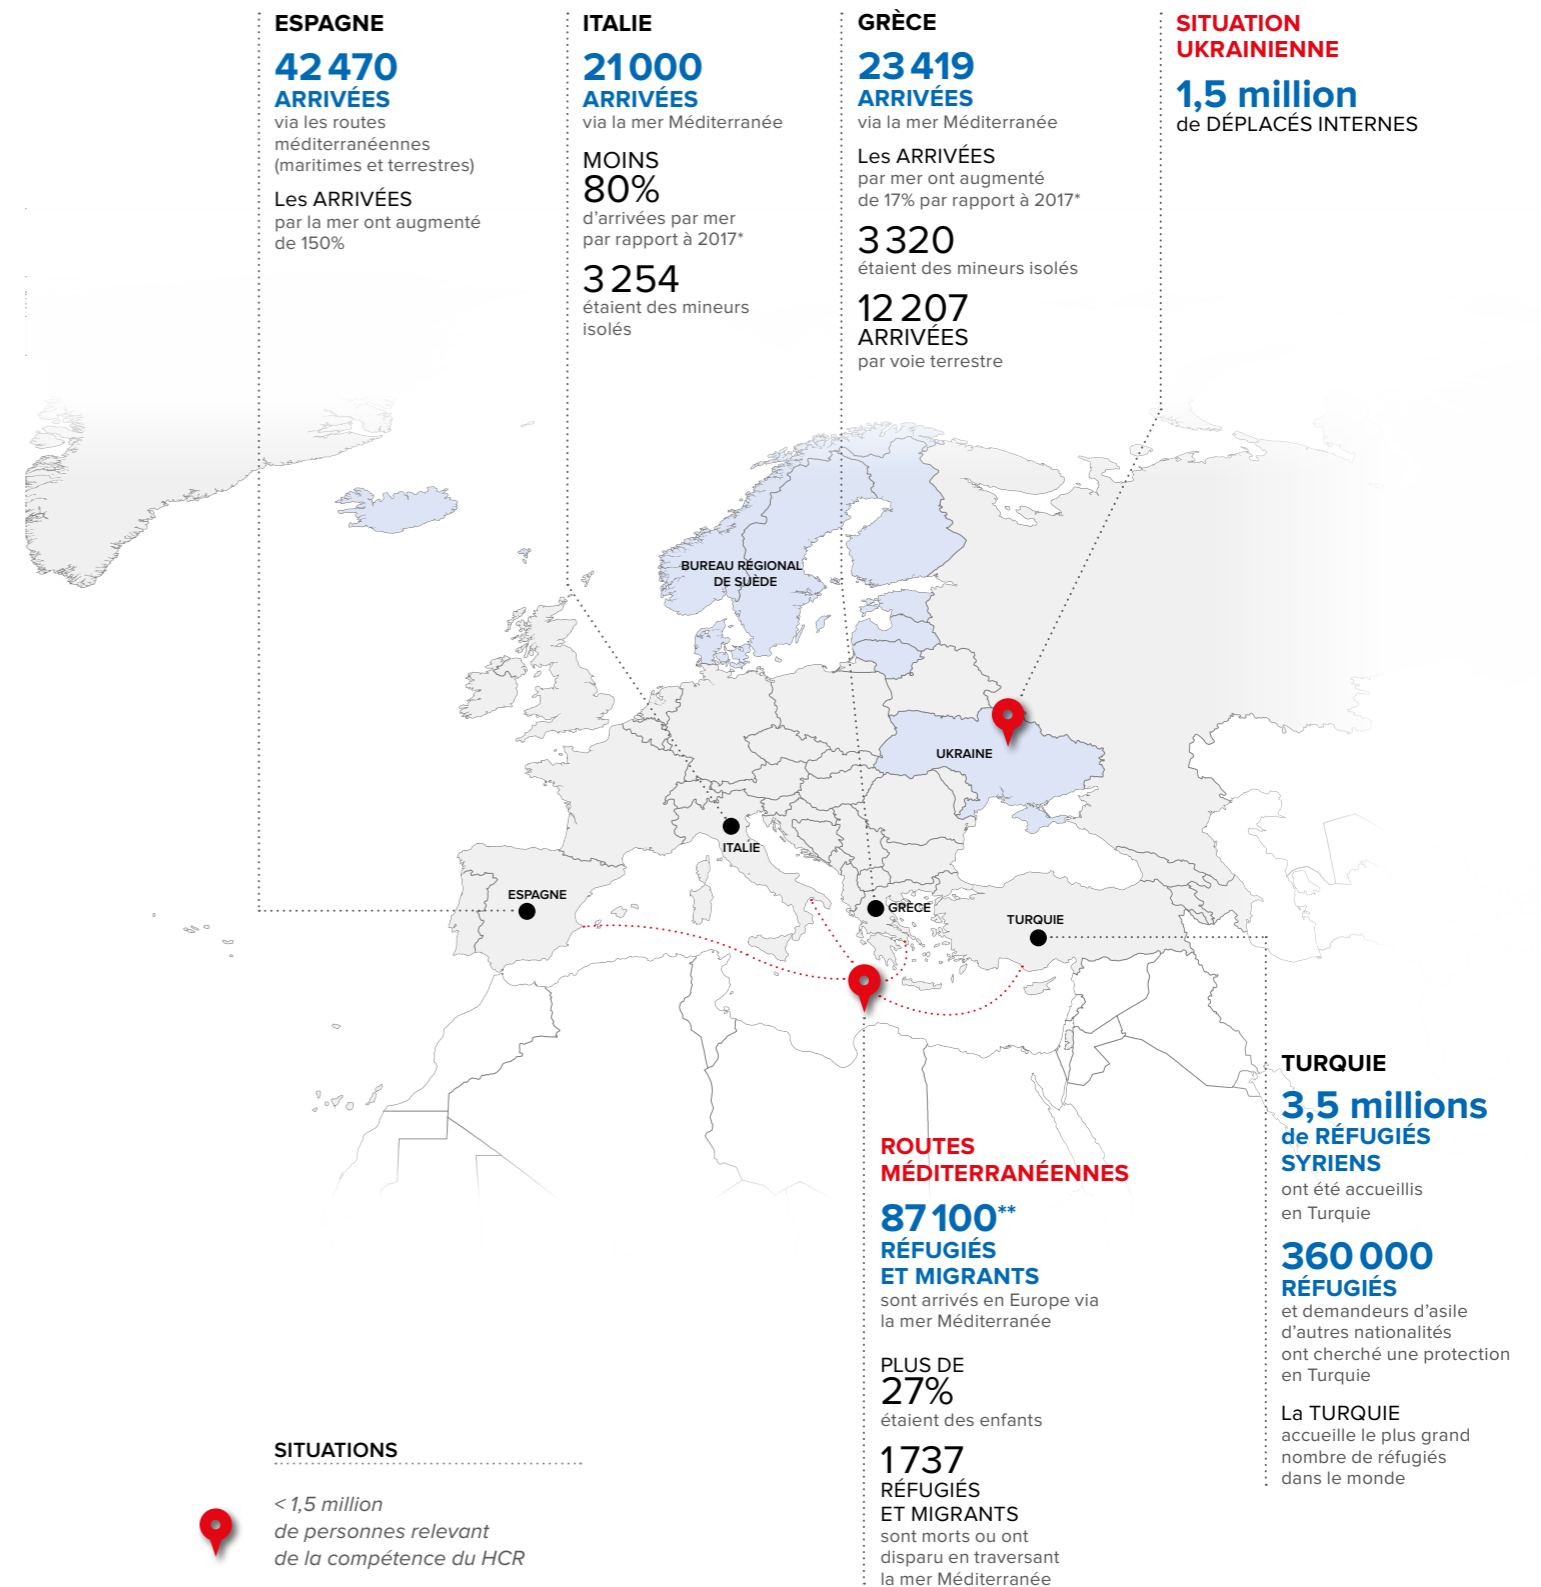 ESPAGNE
42 470
ARRIVÉES
via les routes
méditerranéennes
(maritimes et terrestres)
Les ARRIVÉES
par la mer ont augmenté
de 150%
ITALIE
21 000
ARRIVÉES
via la mer Méditerranée
MOINS
80%
d'arrivées par mer
par rapport à 2017*
3 254
étaient des mineurs
isolés
GRÈCE
23 419
ARRIVÉES
via la mer Méditerranée
Les ARRIVÉES
par mer ont augmenté
de 17% par rapport à 2017*
3 320
étaient des mineurs isolés
12 207
ARRIVÉES
par voie terrestre
SITUATION
UKRAINIENNE
1,5 million
de DÉPLACÉS INTERNES
BUREAU RÉGIONAL
DE SUÈDE
UKRAINE
ITALIE
ESPAGNE
GRÈCE
TURQUIE
ROUTES
MÉDITERRANÉENNES
87 100**
RÉFUGIÉS
ET MIGRANTS
sont arrivés en Europe via
la mer Méditerranée
PLUS DE
27%
étaient des enfants
1 737
RÉFUGIÉS
ET MIGRANTS
sont morts ou ont
disparu en traversant
la mer Méditerranée
TURQUIE
3,5 millions
de RÉFUGIÉS
SYRIENS
ont été accueillis
en Turquie
360 000
RÉFUGIÉS
et demandeurs d'asile
d'autres nationalités
ont cherché une protection
en Turquie
La TURQUIE
accueille le plus grand
nombre de réfugiés
dans le monde
SITUATIONS
< 1,5 million
de personnes relevant
de la compétence du HCR